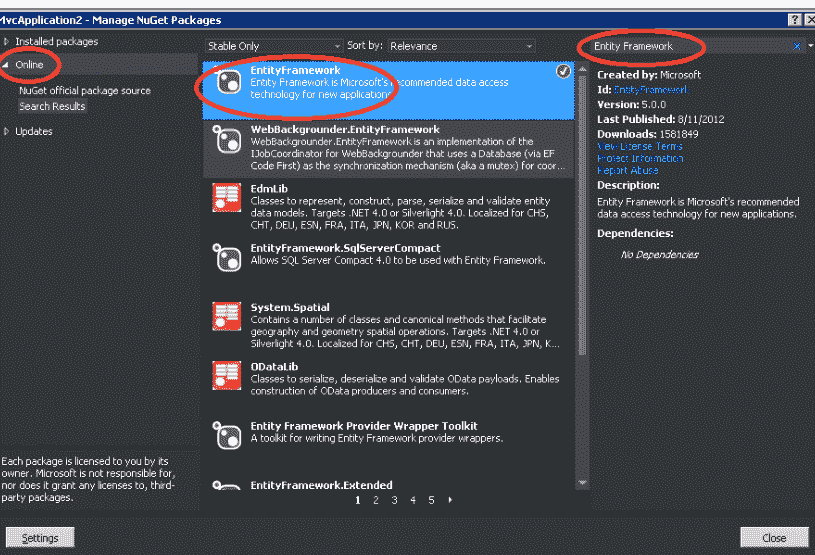 MvcApplication2 - Manage NuGet Packages
Installed packages
Online
NuGet official package source
Search Results
Updates
Each package is licensed to you by its
owner. Microsoft is not responsible for,
nor does it grant any licenses to, third-
party packages.
Settings
Stable Only
Sort by: Relevance
EntityFramework
Entity Framework is Microsoft's recommended data access
technology for new applications.
WebBackgrounder.EntityFramework
WebBackgrounder.EntityFramework is an implementation of the
IJobCoordinator for WebBackgrounder that uses a Database (via EF
Code First) as the synchronization mechanism (aka a mutex) for coor...
EdmLib
Classes to represent, construct, parse, serialize and validate entity
data models. Targets .NET 4.0 or Silverlight 4.0. Localized for CHS,
CHT, DEU, ESN, FRA, ITA, JPN, KOR and RUS.
EntityFramework.SqlServerCompact
Allows SQL Server Compact 4.0 to be used with Entity Framework.
System.Spatial
Contains a number of classes and canonical methods that facilitate
geography and geometry spatial operations. Targets .NET 4.0 or
Silverlight 4.0. Localized for CHS, CHT, DEU, ESN, FRA, ITA, JPN, K...
ODataLib
Classes to serialize, deserialize and validate OData payloads. Enables
construction of OData producers and consumers.
Entity Framework Provider Wrapper Toolkit
A toolkit for writing Entity Framework provider wrappers.
EntityFramework.Extended
1 2 3 4 5
Entity Framework
Created by: Microsoft
Id: EntityFramework
Version: 5.0.0
Last Published: 8/11/2012
Downloads: 1581849
View License Terms
Project Information
Report Abuse
Description:
Entity Framework is Microsoft's recommended
data access technology for new applications.
Dependencies:
No Dependencies
Close